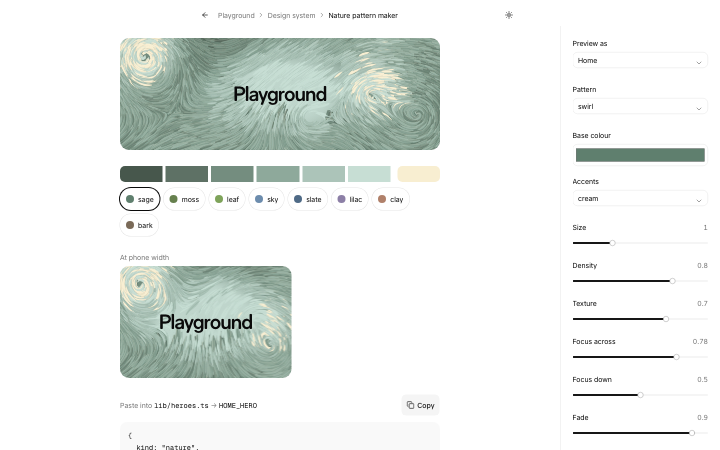 Playground > Design system > Nature pattern maker
Playground
sage moss leaf sky slate lilac clay
bark
At phone width
Playground
Paste into lib/heroes.ts → HOME_HERO
Copy
{
kind: "nature",
Preview as
Home
Pattern
swirl
Base colour
Accents
cream
Size 1
Density 0.8
Texture 0.7
Focus across 0.78
Focus down 0.5
Fade 0.9